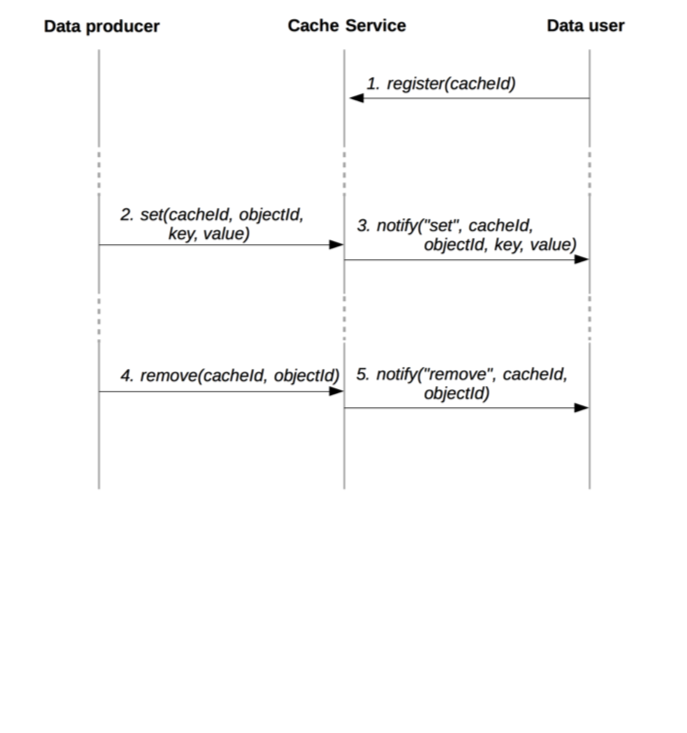 Data producer
Cache Service
Data user
1. register(cacheId)
2. set(cacheId, objectId,
key, value)
3. notify("set", cacheId,
objectId, key, value)
4. remove(cacheId, objectId)
5. notify("remove", cacheId,
objectId)